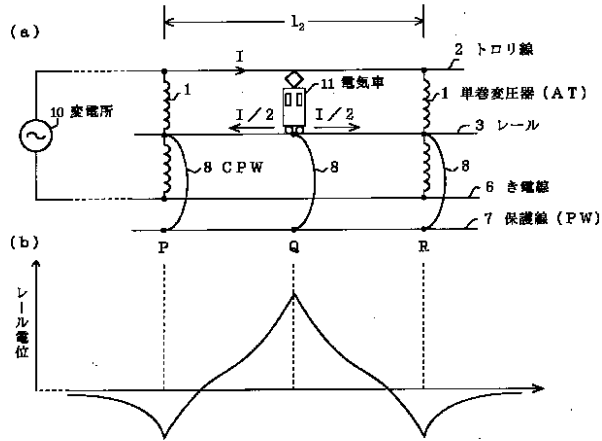 (a)
l₂
I
2 トロリ線
11 電気車
1
1 単巻変圧器(AT)
10 変電所
I/2 I/2
3 レール
8 CPW
8
8
6 き電線
7 保護線(PW)
(b)
P Q R
レール電位